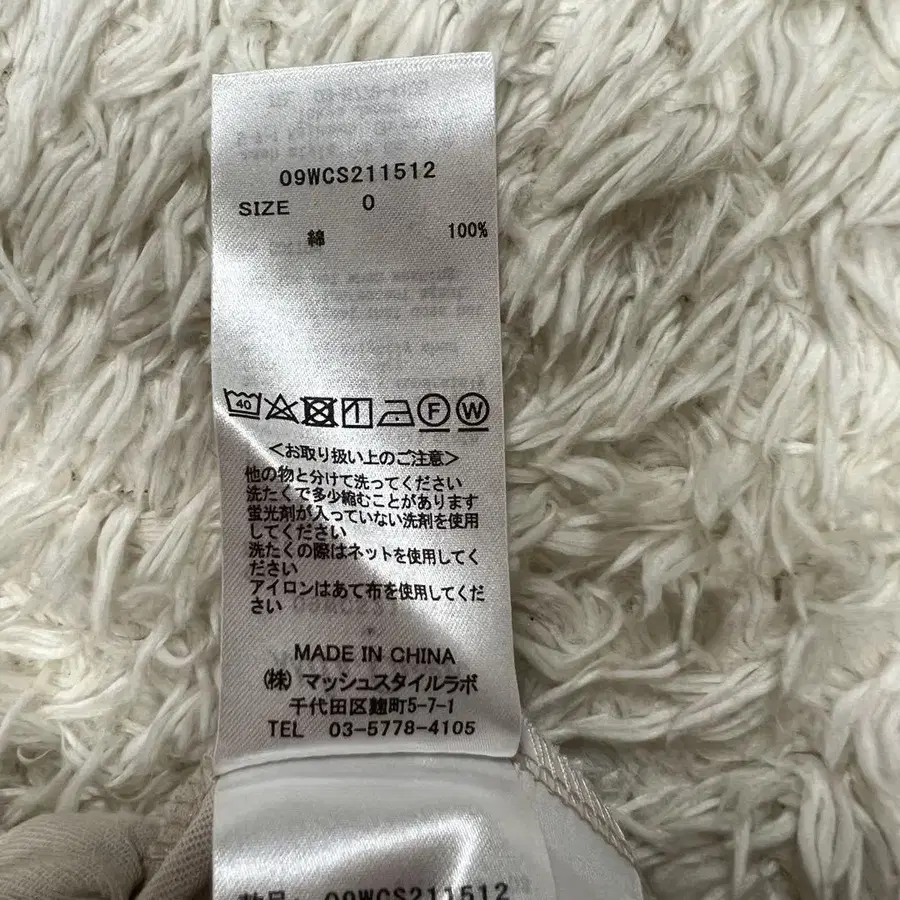 09WCS211512
SIZE 0
綿 100%
40 F W
<お取り扱い上のご注意>
他の物と分けて洗ってください
洗たくで多少縮むことがあります
蛍光剤が入っていない洗剤を使用
してください
洗たくの際はネットを使用してく
ださい
アイロンはあて布を使用してくだ
さい
MADE IN CHINA
(株) マッシュスタイルラボ
千代田区麹町5-7-1
TEL 03-5778-4105
09WCS211512